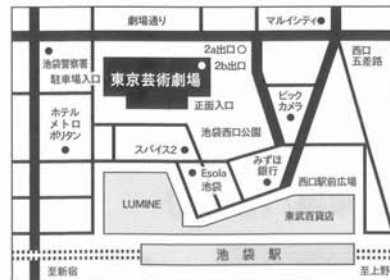 劇場通り
マルイシティ
2a出口
2b出口
西口
五差路
池袋警察署
駐車場入口
東京芸術劇場
正面入口
ビック
カメラ
ホテル
メトロ
ポリタン
池袋西口公園
スパイス2
みずほ
銀行
Esola
池袋
西口駅前広場
LUMINE
東武百貨店
池袋駅
至新宿
至上野